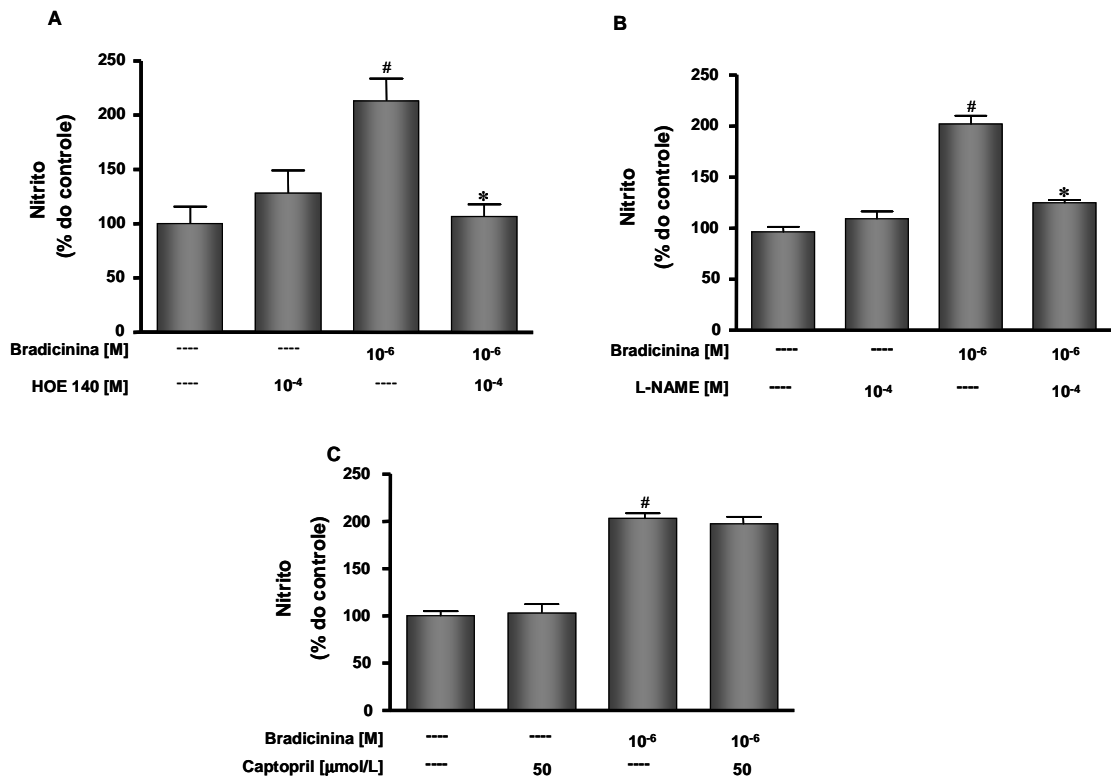 A
Nitrito
(% do controle)
250
200
150
100
50
0
#
*
Bradicinina [M] ---- ---- 10⁻⁶ 10⁻⁶
HOE 140 [M] ---- 10⁻⁴ ---- 10⁻⁴
B
Nitrito
(% do controle)
250
200
150
100
50
0
#
*
Bradicinina [M] ---- ---- 10⁻⁶ 10⁻⁶
L-NAME [M] ---- 10⁻⁴ ---- 10⁻⁴
C
Nitrito
(% do controle)
250
200
150
100
50
0
#
Bradicinina [M] ---- ---- 10⁻⁶ 10⁻⁶
Captopril [µmol/L] ---- 50 ---- 50